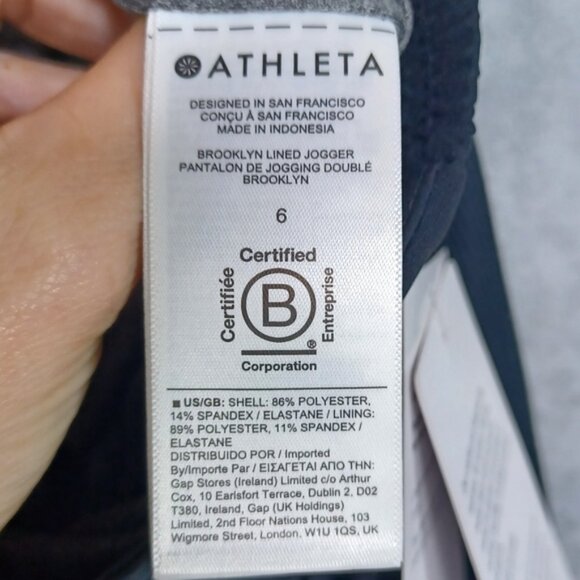 ATHLETA
DESIGNED IN SAN FRANCISCO
CONÇU À SAN FRANCISCO
MADE IN INDONESIA
BROOKLYN LINED JOGGER
PANTALON DE JOGGING DOUBLÉ
BROOKLYN
6
Certified
Certifiée
B
Entreprise
®
Corporation
■ US/GB: SHELL: 86% POLYESTER,
14% SPANDEX / ELASTANE / LINING:
89% POLYESTER, 11% SPANDEX /
ELASTANE
DISTRIBUIDO POR / Imported
By/Importe Par / ΕΙΣΑΓΕΤΑΙ ΑΠΟ ΤΗΝ:
Gap Stores (Ireland) Limited c/o Arthur
Cox, 10 Earlsfort Terrace, Dublin 2, D02
T380, Ireland, Gap (UK Holdings)
Limited, 2nd Floor Nations House, 103
Wigmore Street, London, W1U 1QS, UK